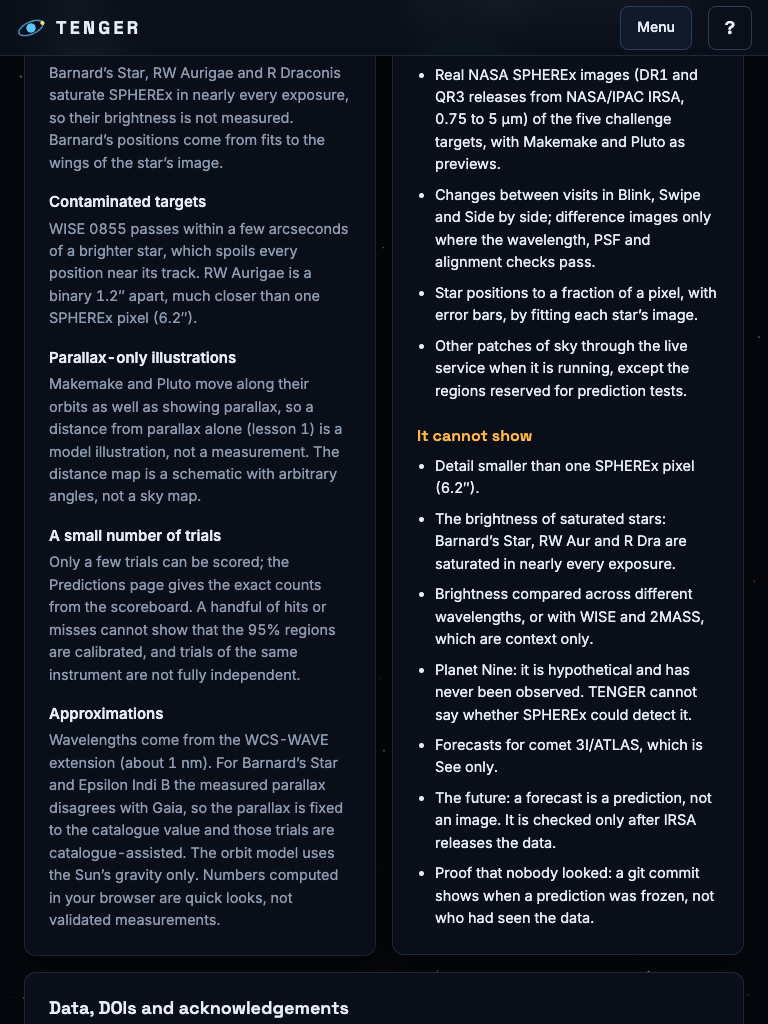 TENGER
Menu
?
Barnard’s Star, RW Aurigae and R Draconis
saturate SPHEREx in nearly every exposure,
so their brightness is not measured.
Barnard’s positions come from fits to the
wings of the star’s image.
Contaminated targets
WISE 0855 passes within a few arcseconds
of a brighter star, which spoils every
position near its track. RW Aurigae is a
binary 1.2″ apart, much closer than one
SPHEREx pixel (6.2″).
Parallax-only illustrations
Makemake and Pluto move along their
orbits as well as showing parallax, so a
distance from parallax alone (lesson 1) is a
model illustration, not a measurement. The
distance map is a schematic with arbitrary
angles, not a sky map.
A small number of trials
Only a few trials can be scored; the
Predictions page gives the exact counts
from the scoreboard. A handful of hits or
misses cannot show that the 95% regions
are calibrated, and trials of the same
instrument are not fully independent.
Approximations
Wavelengths come from the WCS-WAVE
extension (about 1 nm). For Barnard’s Star
and Epsilon Indi B the measured parallax
disagrees with Gaia, so the parallax is fixed
to the catalogue value and those trials are
catalogue-assisted. The orbit model uses
the Sun’s gravity only. Numbers computed
in your browser are quick looks, not
validated measurements.
• Real NASA SPHEREx images (DR1 and
QR3 releases from NASA/IPAC IRSA,
0.75 to 5 µm) of the five challenge
targets, with Makemake and Pluto as
previews.
• Changes between visits in Blink, Swipe
and Side by side; difference images only
where the wavelength, PSF and
alignment checks pass.
• Star positions to a fraction of a pixel, with
error bars, by fitting each star’s image.
• Other patches of sky through the live
service when it is running, except the
regions reserved for prediction tests.
It cannot show
• Detail smaller than one SPHEREx pixel
(6.2″).
• The brightness of saturated stars:
Barnard’s Star, RW Aur and R Dra are
saturated in nearly every exposure.
• Brightness compared across different
wavelengths, or with WISE and 2MASS,
which are context only.
• Planet Nine: it is hypothetical and has
never been observed. TENGER cannot
say whether SPHEREx could detect it.
• Forecasts for comet 3I/ATLAS, which is
See only.
• The future: a forecast is a prediction, not
an image. It is checked only after IRSA
releases the data.
• Proof that nobody looked: a git commit
shows when a prediction was frozen, not
who had seen the data.
Data, DOIs and acknowledgements